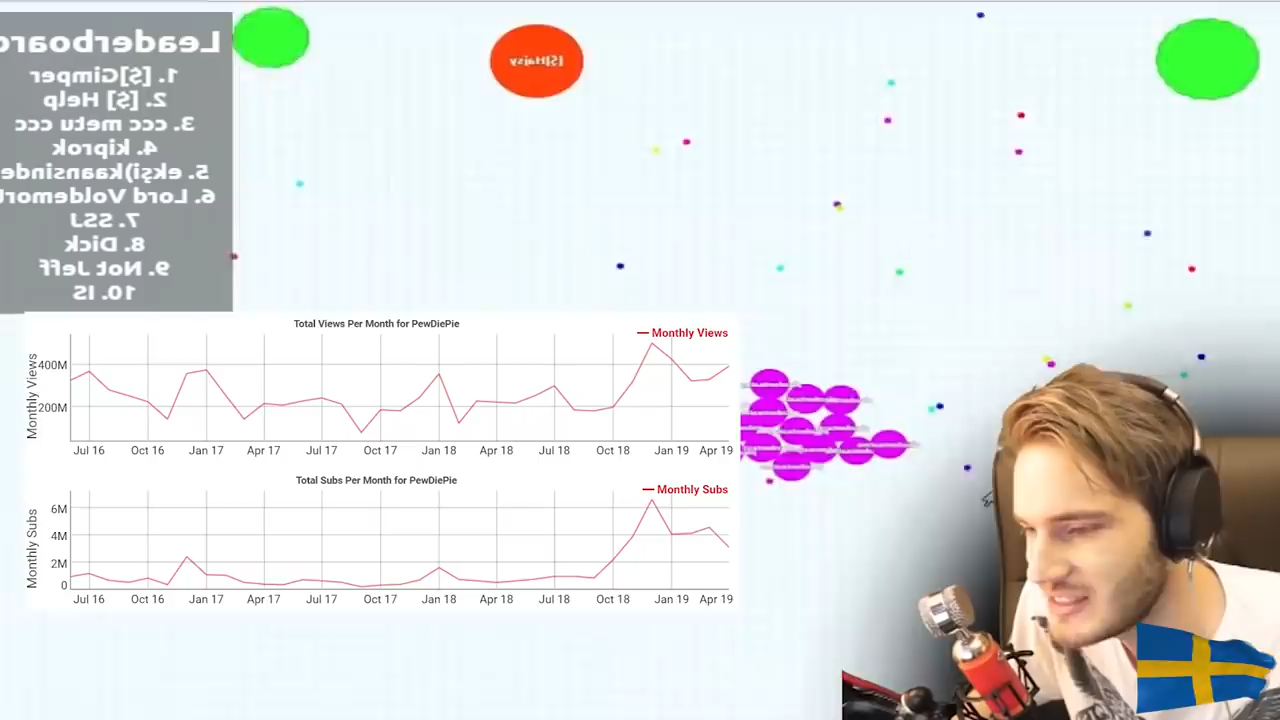 Leaderboard
1. [$]Gimper
2. [$] Help
3. ccc utem ccc
4. kiprok
5. ekşi)kaansinde
6. Lord Voldemort
7. SSJ
8. Dick
9. Not Jeff
10. IS
Total Views Per Month for PewDiePie
Monthly Views
Monthly Views
400M
200M
Jul 16 Oct 16 Jan 17 Apr 17 Jul 17 Oct 17 Jan 18 Apr 18 Jul 18 Oct 18 Jan 19 Apr 19
Total Subs Per Month for PewDiePie
Monthly Subs
Monthly Subs
6M
4M
2M
0
Jul 16 Oct 16 Jan 17 Apr 17 Jul 17 Oct 17 Jan 18 Apr 18 Jul 18 Oct 18 Jan 19 Apr 19